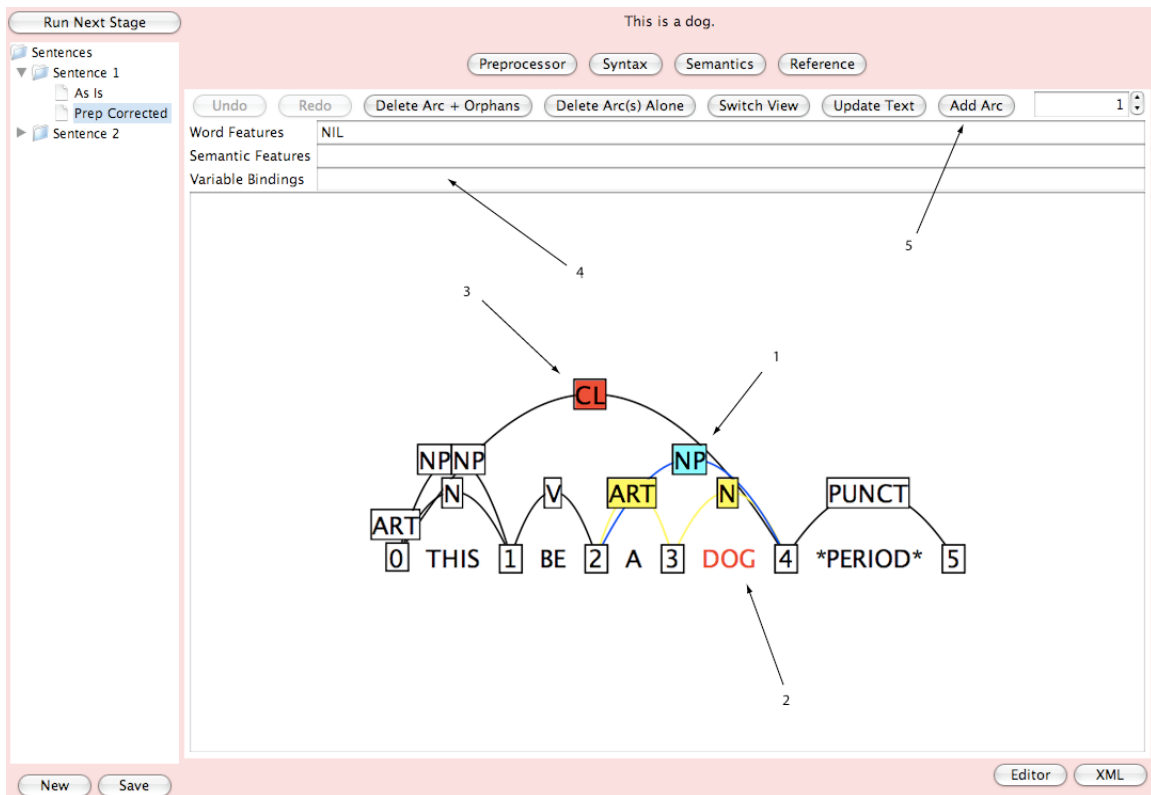 Run Next Stage
This is a dog.
Sentences
Sentence 1
As Is
Prep Corrected
Sentence 2
Preprocessor Syntax Semantics Reference
Undo Redo Delete Arc + Orphans Delete Arc(s) Alone Switch View Update Text Add Arc 1
Word Features NIL
Semantic Features
Variable Bindings
5
4
3
1
CL
NP NP NP
N V ART N PUNCT
ART
0 THIS 1 BE 2 A 3 DOG 4 *PERIOD* 5
2
New Save
Editor XML